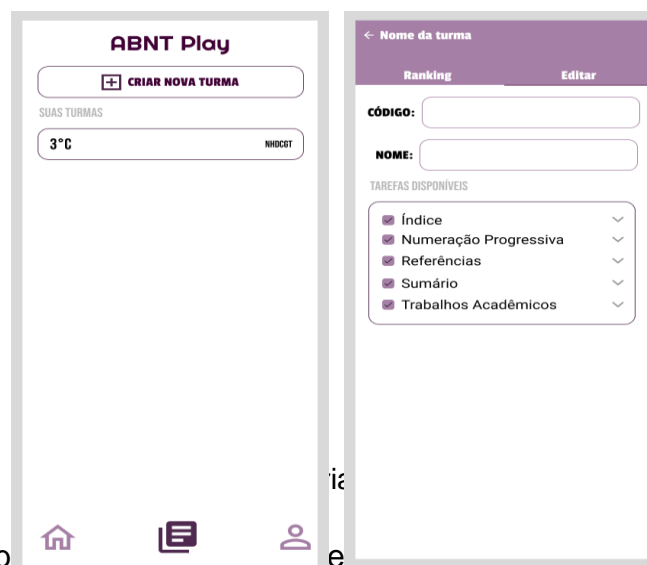 ABNT Play
CRIAR NOVA TURMA
SUAS TURMAS
3°C NHDCGT
← Nome da turma
Ranking Editar
CÓDIGO:
NOME:
TAREFAS DISPONÍVEIS
Índice
Numeração Progressiva
Referências
Sumário
Trabalhos Acadêmicos